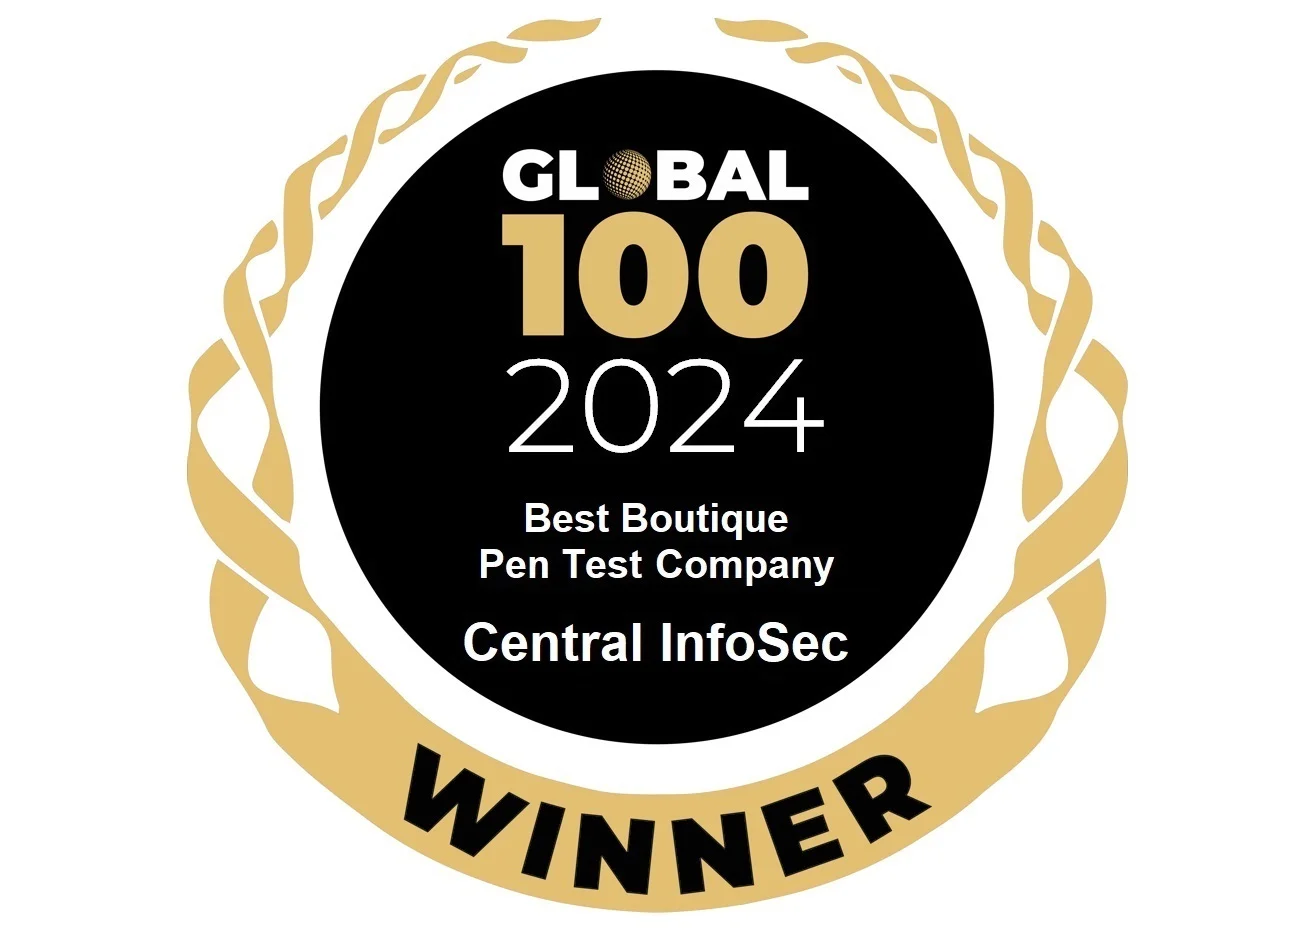 GLOBAL
100
2024
Best Boutique
Pen Test Company
Central InfoSec
WINNER